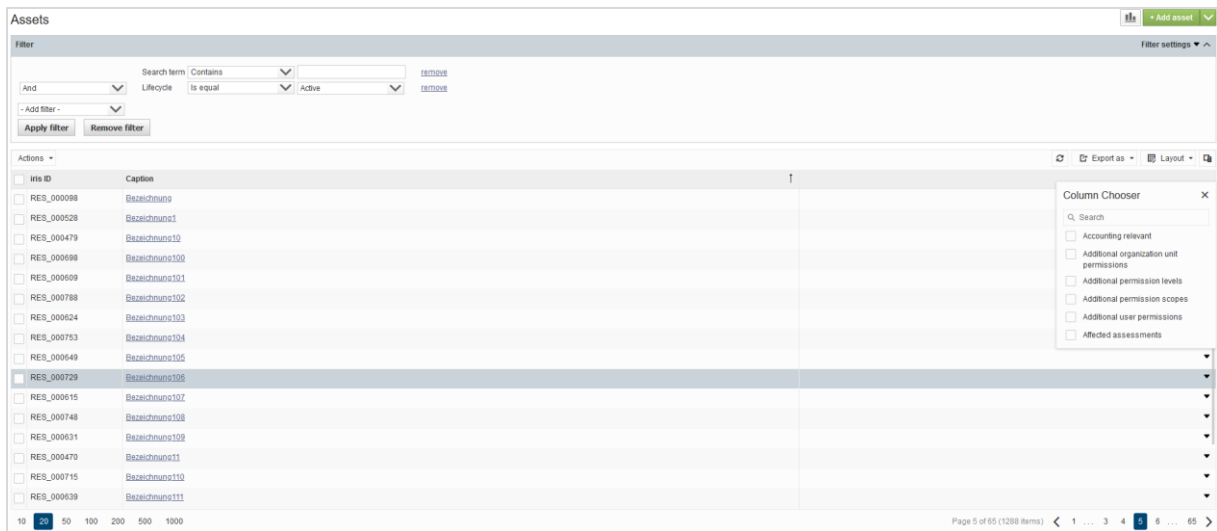 Assets
+ Add asset
Filter
Filter settings
Search term Contains remove
And Lifecycle Is equal Active remove
- Add filter -
Apply filter Remove filter
Actions Export as Layout
iris ID Caption
RES_000098 Bezeichnung
RES_000528 Bezeichnung1
RES_000479 Bezeichnung10
RES_000698 Bezeichnung100
RES_000609 Bezeichnung101
RES_000788 Bezeichnung102
RES_000624 Bezeichnung103
RES_000753 Bezeichnung104
RES_000649 Bezeichnung105
RES_000729 Bezeichnung106
RES_000615 Bezeichnung107
RES_000748 Bezeichnung108
RES_000631 Bezeichnung109
RES_000470 Bezeichnung11
RES_000715 Bezeichnung110
RES_000639 Bezeichnung111
Column Chooser
Search
Accounting relevant
Additional organization unit
permissions
Additional permission levels
Additional permission scopes
Additional user permissions
Affected assessments
10 20 50 100 200 500 1000
Page 5 of 65 (1288 items) 1 ... 3 4 5 6 ... 65